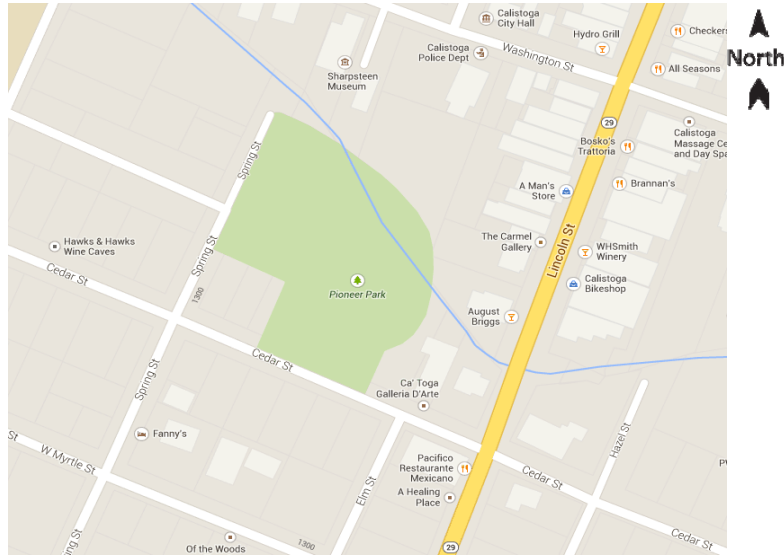 Calistoga
City Hall
Hydro Grill
Checkers
North
Calistoga
Police Dept
Washington St
All Seasons
Sharpsteen
Museum
29
Calistoga
Massage Ce
and Day Spa
Bosko's
Trattoria
Spring St
Brannan's
A Man's
Store
The Carmel
Gallery
Lincoln St
WHSmith
Winery
Hawks & Hawks
Wine Caves
Spring St
Cedar St
Pioneer Park
Calistoga
Bikeshop
1300
August
Briggs
Cedar St
Spring St
Ca' Toga
Galleria D'Arte
Hazel St
Fanny's
St
W Myrtle St
Pacifico
Restaurante
Mexicano
Cedar St
Elm St
A Healing
Place
Cedar St
Spring St
Of the Woods
1300
29